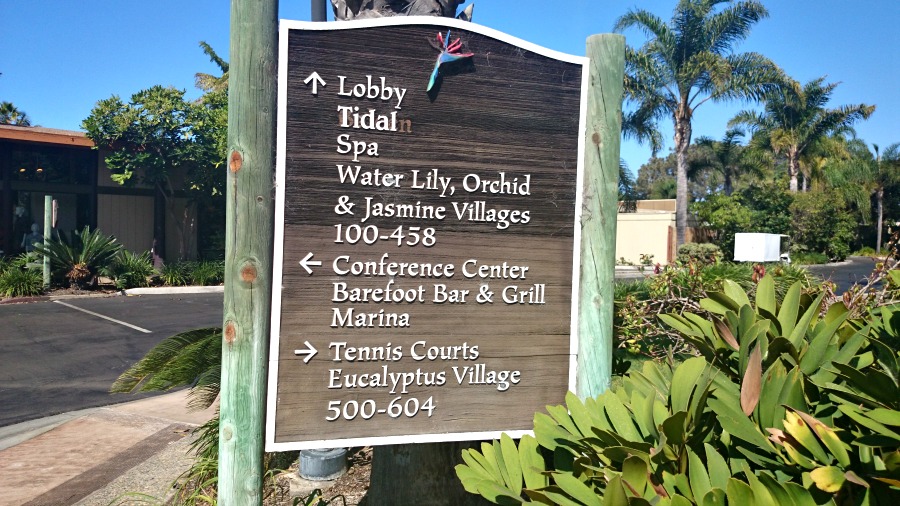 ↑ Lobby
Tidal
Spa
Water Lily, Orchid
& Jasmine Villages
100-458
← Conference Center
Barefoot Bar & Grill
Marina
→ Tennis Courts
Eucalyptus Village
500-604